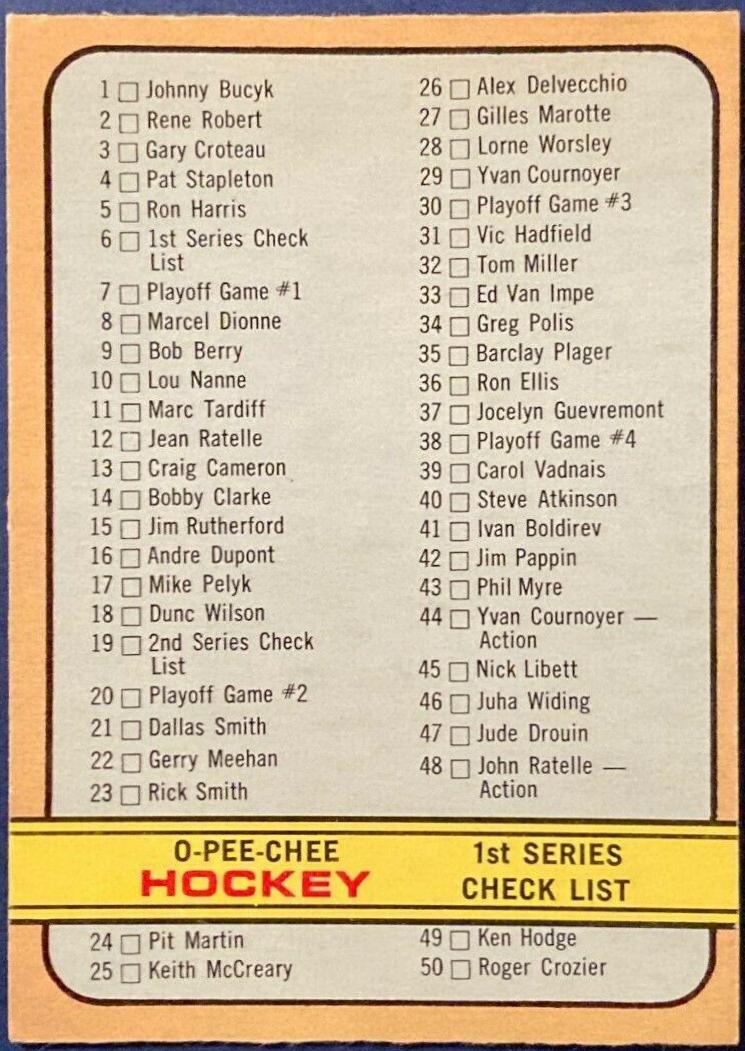 1 Johnny Bucyk
2 Rene Robert
3 Gary Croteau
4 Pat Stapleton
5 Ron Harris
6 1st Series Check
List
7 Playoff Game #1
8 Marcel Dionne
9 Bob Berry
10 Lou Nanne
11 Marc Tardiff
12 Jean Ratelle
13 Craig Cameron
14 Bobby Clarke
15 Jim Rutherford
16 Andre Dupont
17 Mike Pelyk
18 Dunc Wilson
19 2nd Series Check
List
20 Playoff Game #2
21 Dallas Smith
22 Gerry Meehan
23 Rick Smith
26 Alex Delvecchio
27 Gilles Marotte
28 Lorne Worsley
29 Yvan Cournoyer
30 Playoff Game #3
31 Vic Hadfield
32 Tom Miller
33 Ed Van Impe
34 Greg Polis
35 Barclay Plager
36 Ron Ellis
37 Jocelyn Guevremont
38 Playoff Game #4
39 Carol Vadnais
40 Steve Atkinson
41 Ivan Boldirev
42 Jim Pappin
43 Phil Myre
44 Yvan Cournoyer —
Action
45 Nick Libett
46 Juha Widing
47 Jude Drouin
48 John Ratelle —
Action
O-PEE-CHEE
HOCKEY
1st SERIES
CHECK LIST
24 Pit Martin
25 Keith McCreary
49 Ken Hodge
50 Roger Crozier